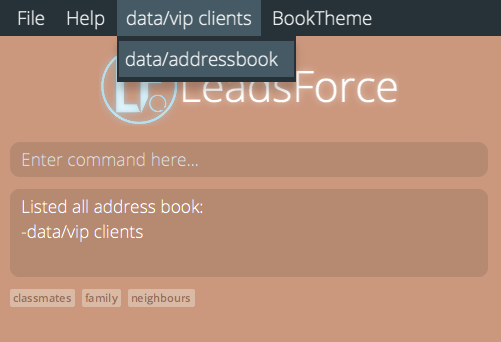 File Help data/vip clients BookTheme
data/addressbook
LeadsForce
Enter command here...
Listed all address book:
-data/vip clients
classmates family neighbours